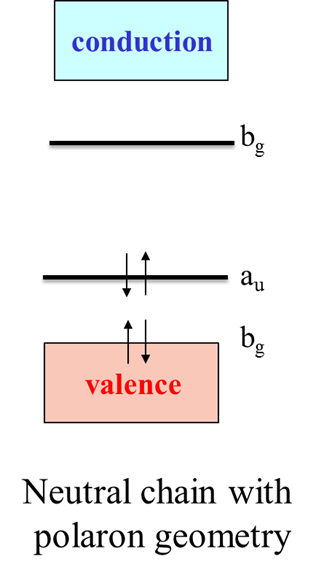 conduction
bg
au
bg
valence
Neutral chain with
polaron geometry